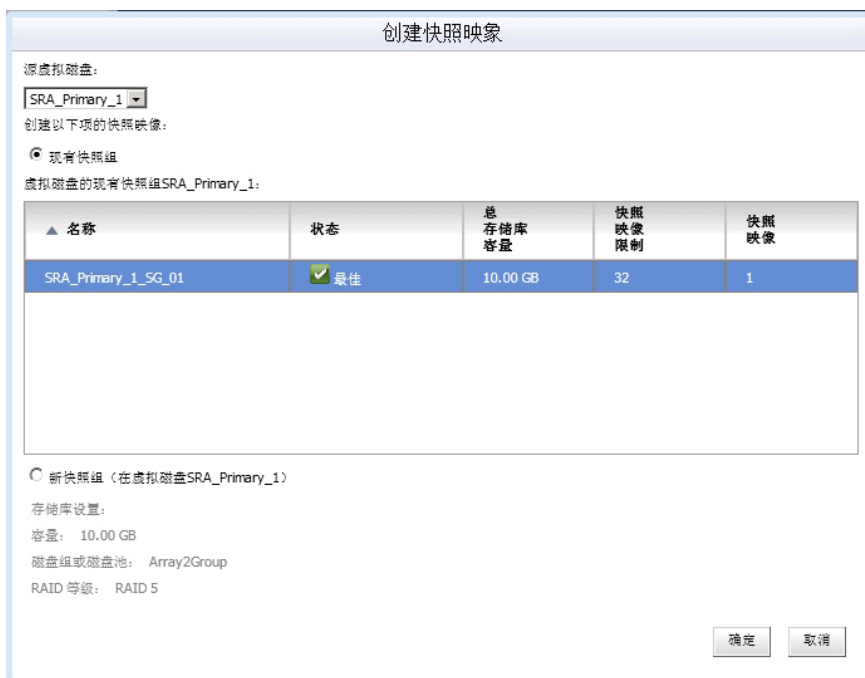 创建快照映象
源虚拟磁盘：
SRA_Primary_1
创建以下项的快照映像：
现有快照组
虚拟磁盘的现有快照组SRA_Primary_1：
名称
状态
总
存储库
容量
快照
映像
限制
快照
映像
SRA_Primary_1_SG_01
最佳
10.00 GB
32
1
新快照组（在虚拟磁盘SRA_Primary_1）
存储库设置：
容量： 10.00 GB
磁盘组或磁盘池： Array2Group
RAID 等级： RAID 5
确定
取消